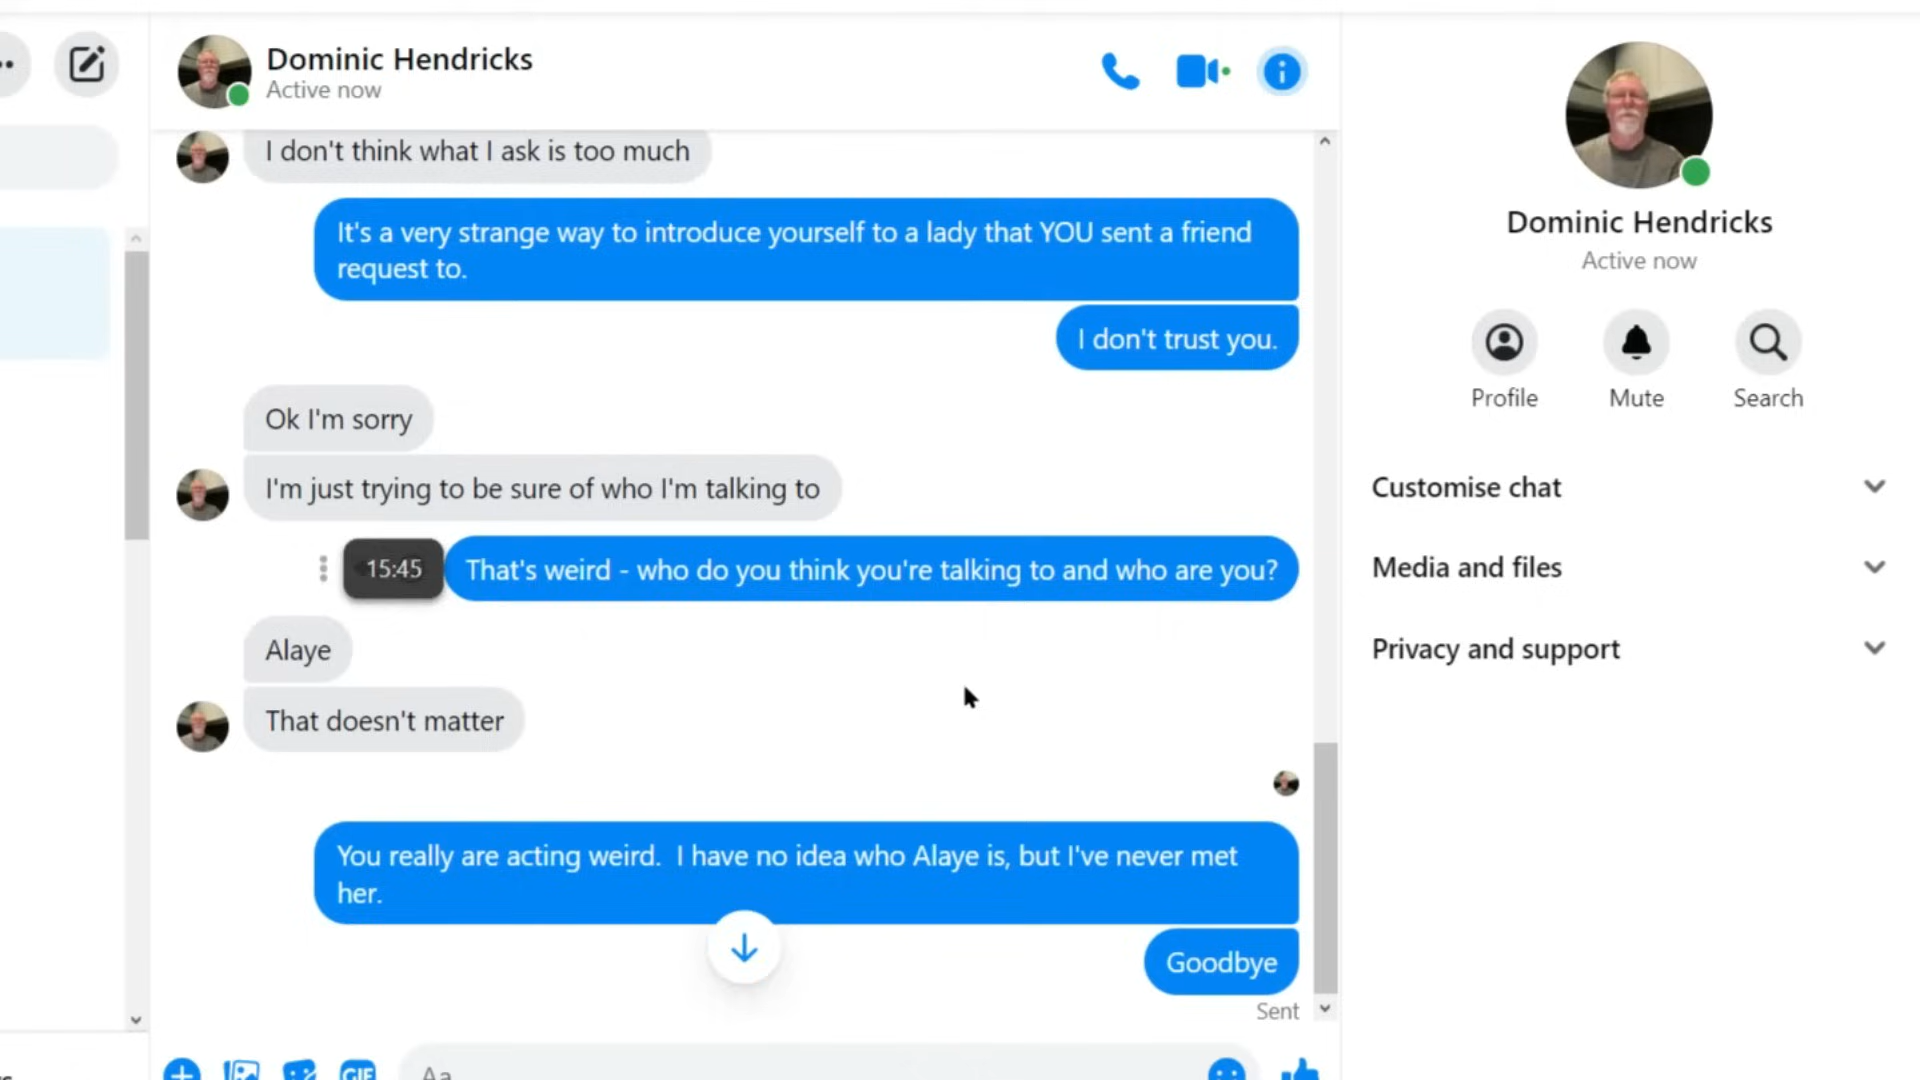 Dominic Hendricks
Active now
I don't think what I ask is too much
It's a very strange way to introduce yourself to a lady that YOU sent a friend
request to.
I don't trust you.
Ok I'm sorry
I'm just trying to be sure of who I'm talking to
15:45
That's weird - who do you think you're talking to and who are you?
Alaye
That doesn't matter
You really are acting weird.  I have no idea who Alaye is, but I've never met
her.
Goodbye
Sent
GIF
Aa
Dominic Hendricks
Active now
Profile
Mute
Search
Customise chat
Media and files
Privacy and support